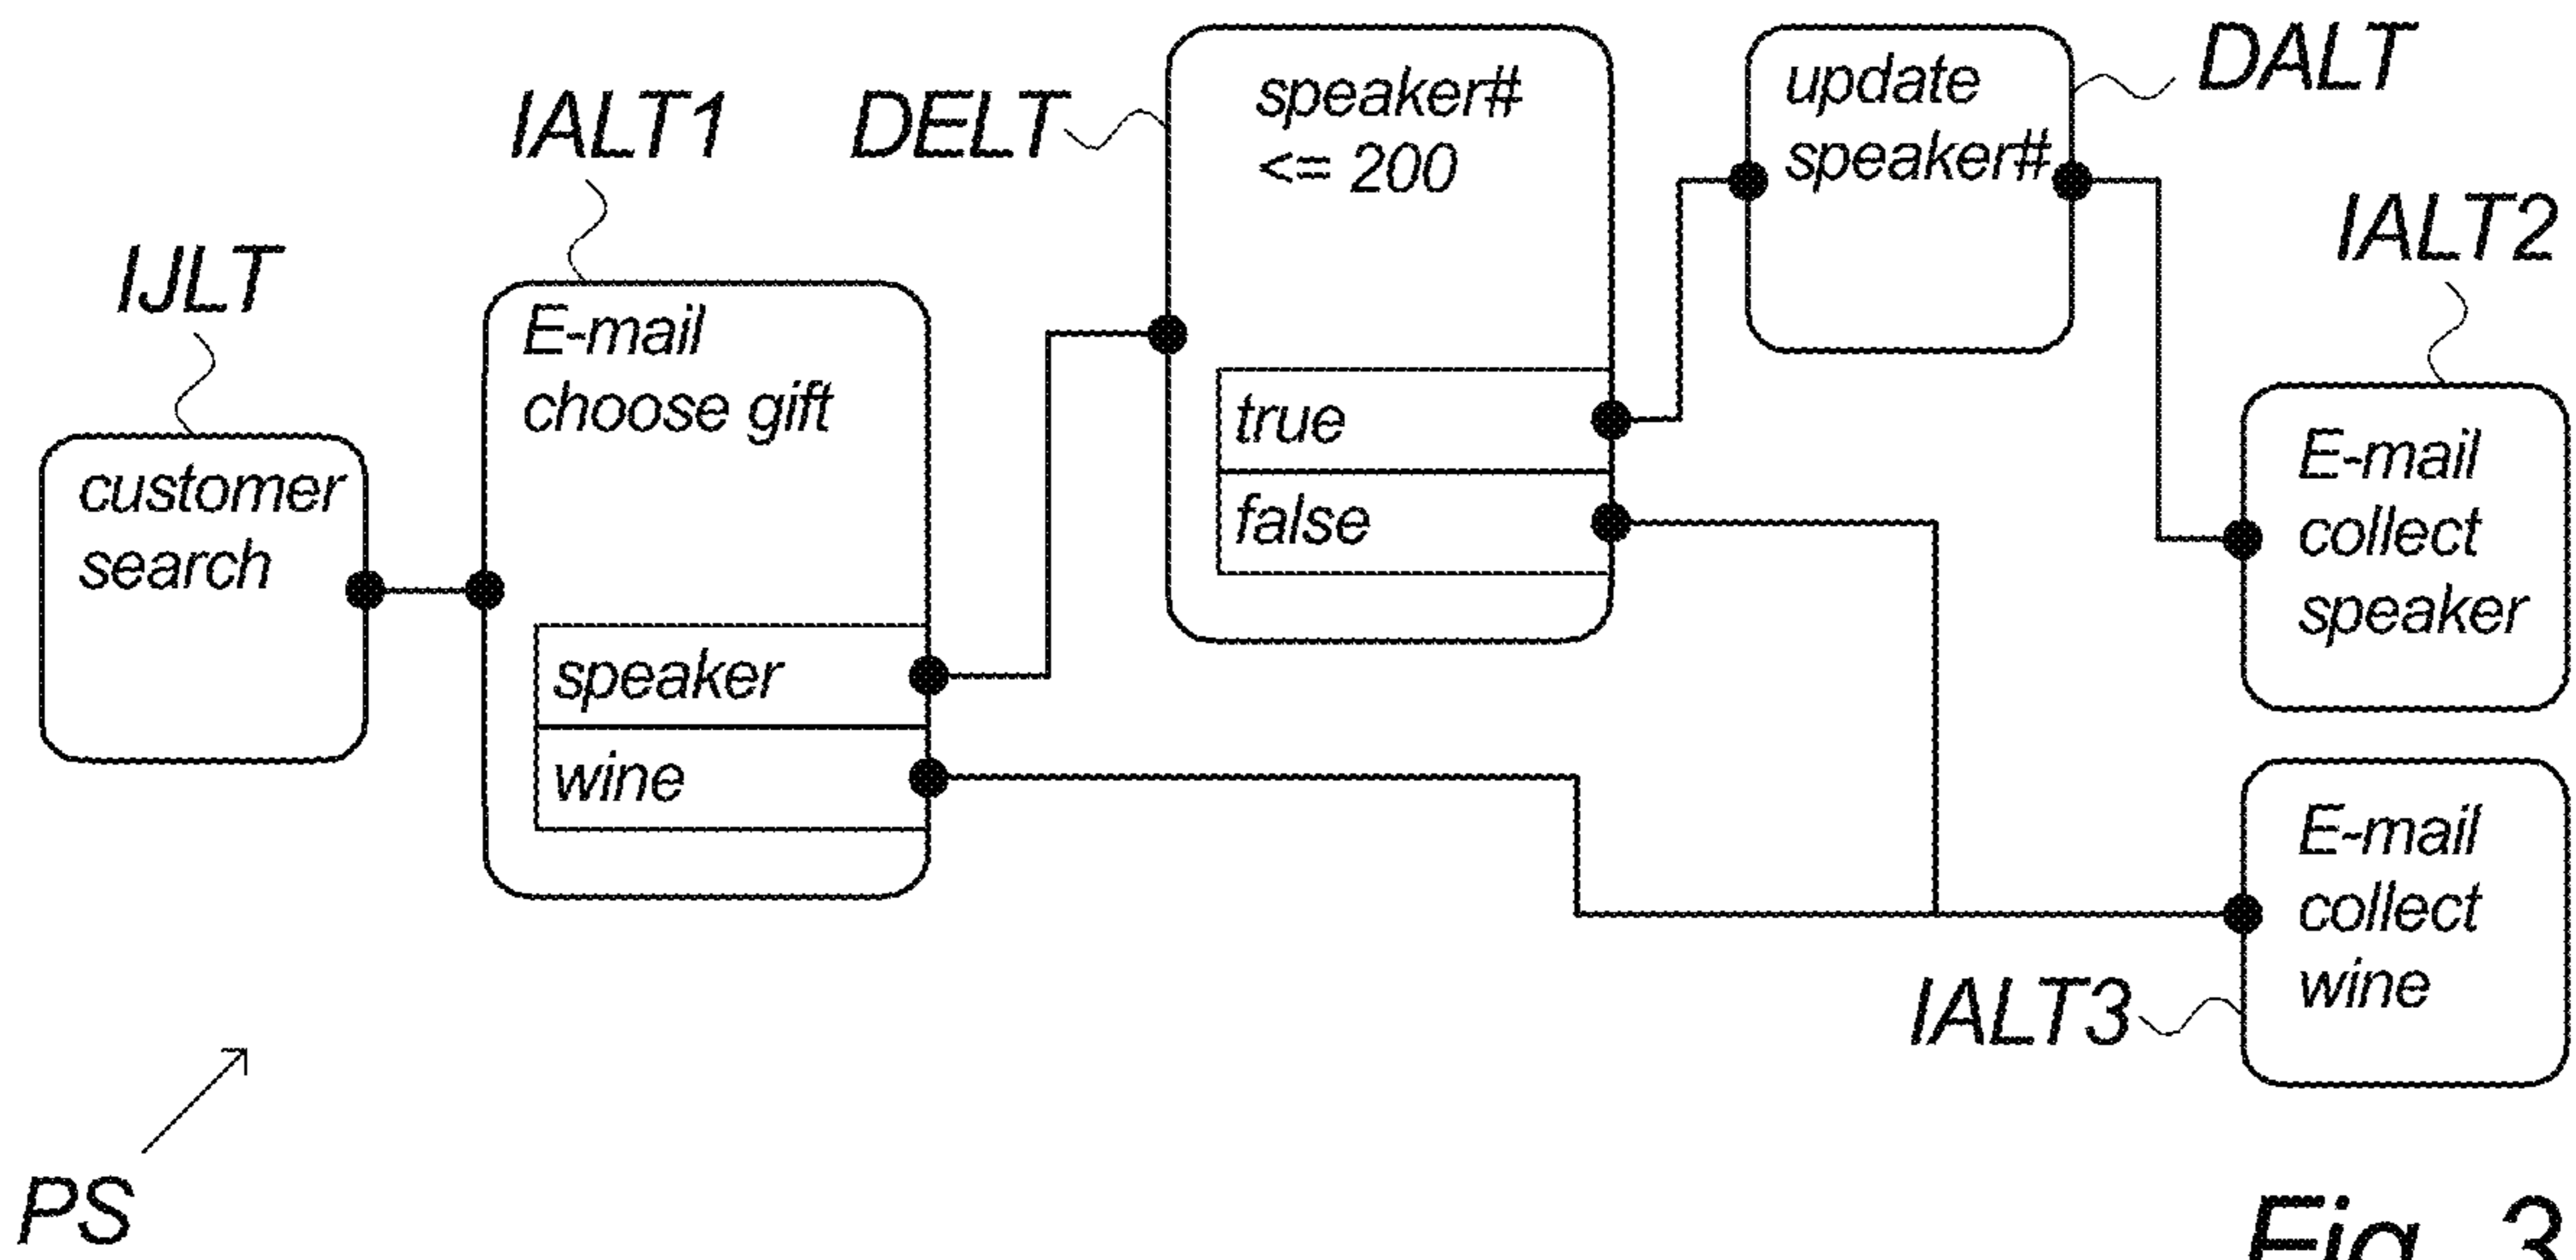 IJLT
customer
search
IALT1
E-mail
choose gift
speaker
wine
DELT
speaker#
<= 200
true
false
update
speaker#
DALT
IALT2
E-mail
collect
speaker
E-mail
collect
wine
IALT3
PS
Fig. 3